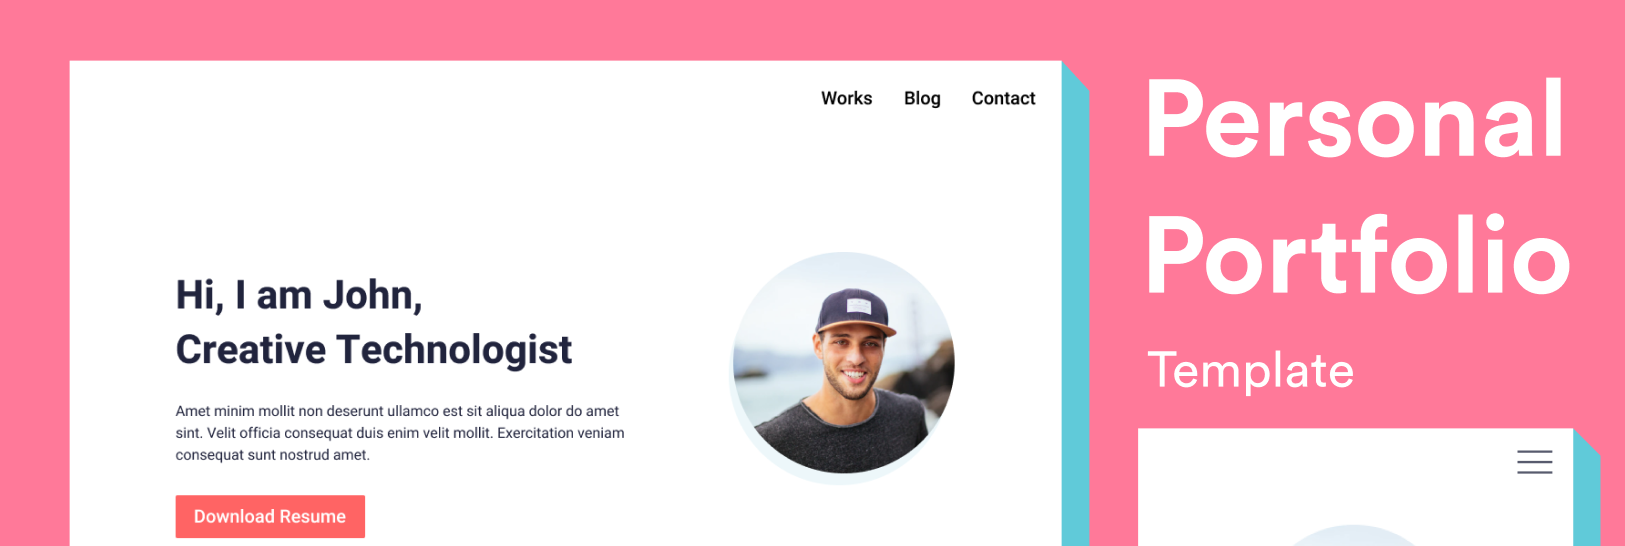 Works Blog Contact
Hi, I am John,
Creative Technologist
Amet minim mollit non deserunt ullamco est sit aliqua dolor do amet
sint. Velit officia consequat duis enim velit mollit. Exercitation veniam
consequat sunt nostrud amet.
Download Resume
Personal
Portfolio
Template